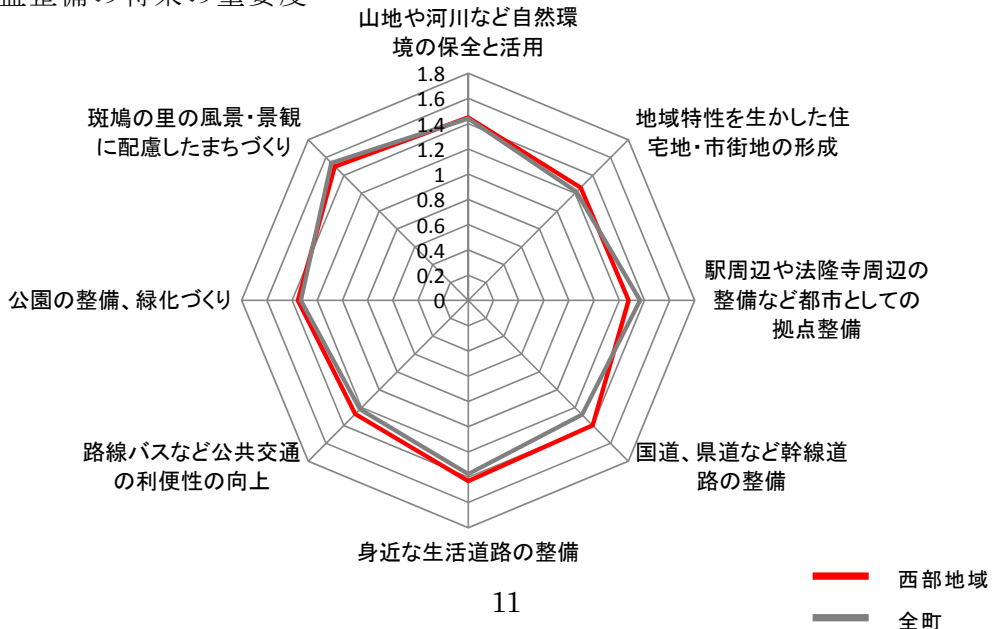 山地や河川など自然環
境の保全と活用
1.8
1.6
1.4
1.2
1
0.8
0.6
0.4
0.2
0
斑鳩の里の風景・景観
に配慮したまちづくり
地域特性を生かした住
宅地・市街地の形成
公園の整備、緑化づくり
駅周辺や法隆寺周辺の
整備など都市としての
拠点整備
路線バスなど公共交通
の利便性の向上
国道、県道など幹線道
路の整備
身近な生活道路の整備
11
西部地域
全町